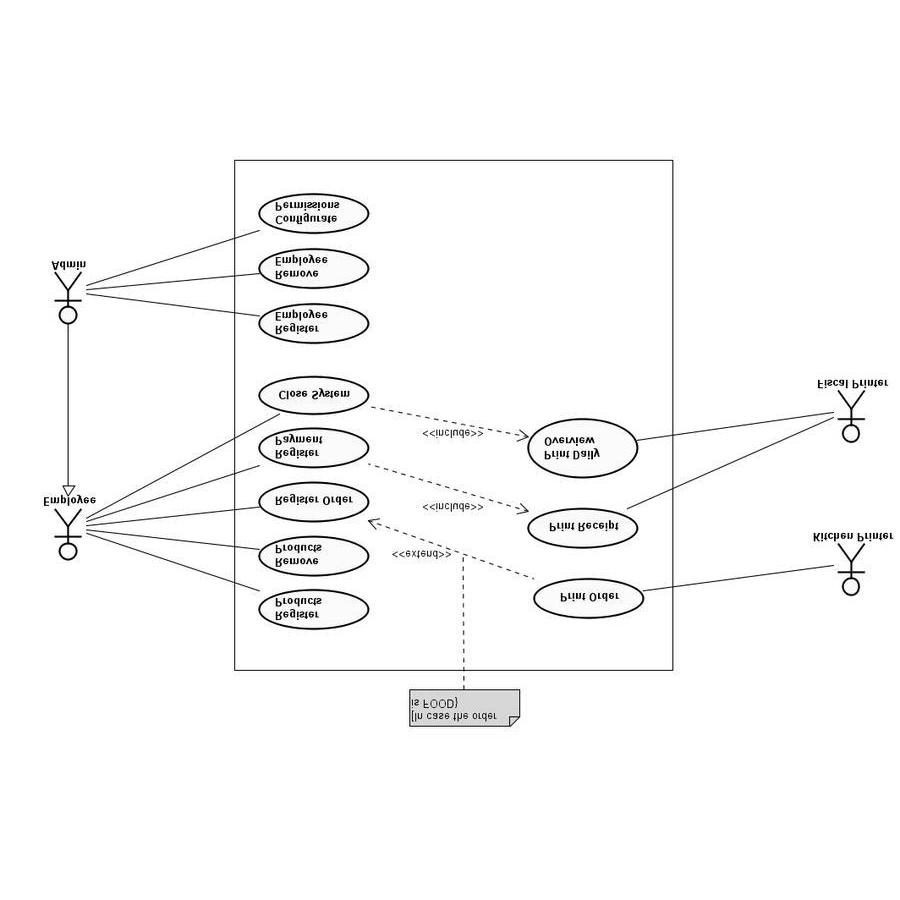 [In case the order
is FOOD}
Register
Products
Print Order
Remove
Products
<<extend>>
Kitchen Printer
Print Receipt
<<include>>
Register Order
Employee
Register
Payment
Print Daily
Overview
<<include>>
Close System
Fiscal Printer
Register
Employee
Remove
Employee
Admin
Configurate
Permissions